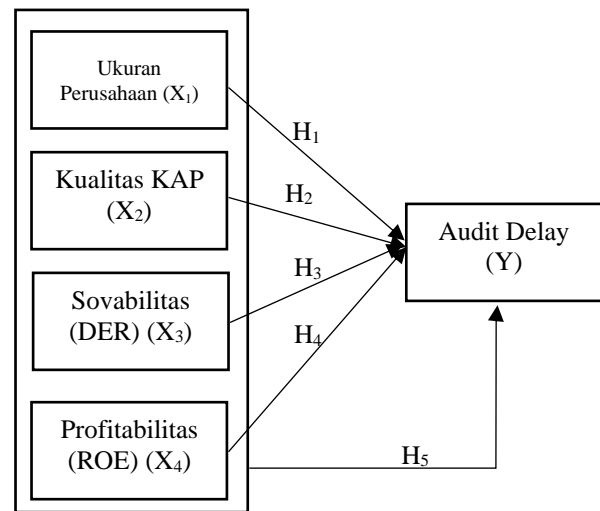 Ukuran
Perusahaan (X₁)
H₁
Kualitas KAP
(X₂)
H₂
Audit Delay
(Y)
Sovabilitas
(DER) (X₃)
H₃
H₄
Profitabilitas
(ROE) (X₄)
H₅